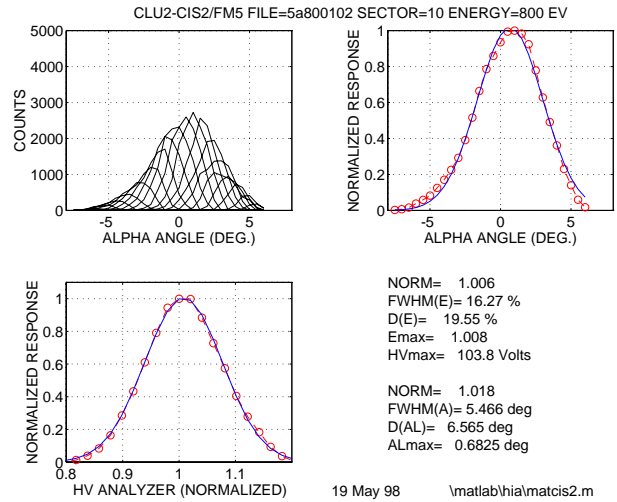 CLU2-CIS2/FM5 FILE=5a800102 SECTOR=10 ENERGY=800 EV
5000
4000
3000
2000
1000
0
COUNTS
-5
0
5
ALPHA ANGLE (DEG.)
1
0.8
0.6
0.4
0.2
0
NORMALIZED RESPONSE
-5
0
5
ALPHA ANGLE (DEG.)
1
0.8
0.6
0.4
0.2
0
NORMALIZED RESPONSE
0.8
0.9
1
1.1
HV ANALYZER (NORMALIZED)
NORM= 1.006
FWHM(E)= 16.27 %
D(E)= 19.55 %
Emax= 1.008
HVmax= 103.8 Volts
NORM= 1.018
FWHM(A)= 5.466 deg
D(AL)= 6.565 deg
ALmax= 0.6825 deg
19 May 98
\matlab\hia\matcis2.m